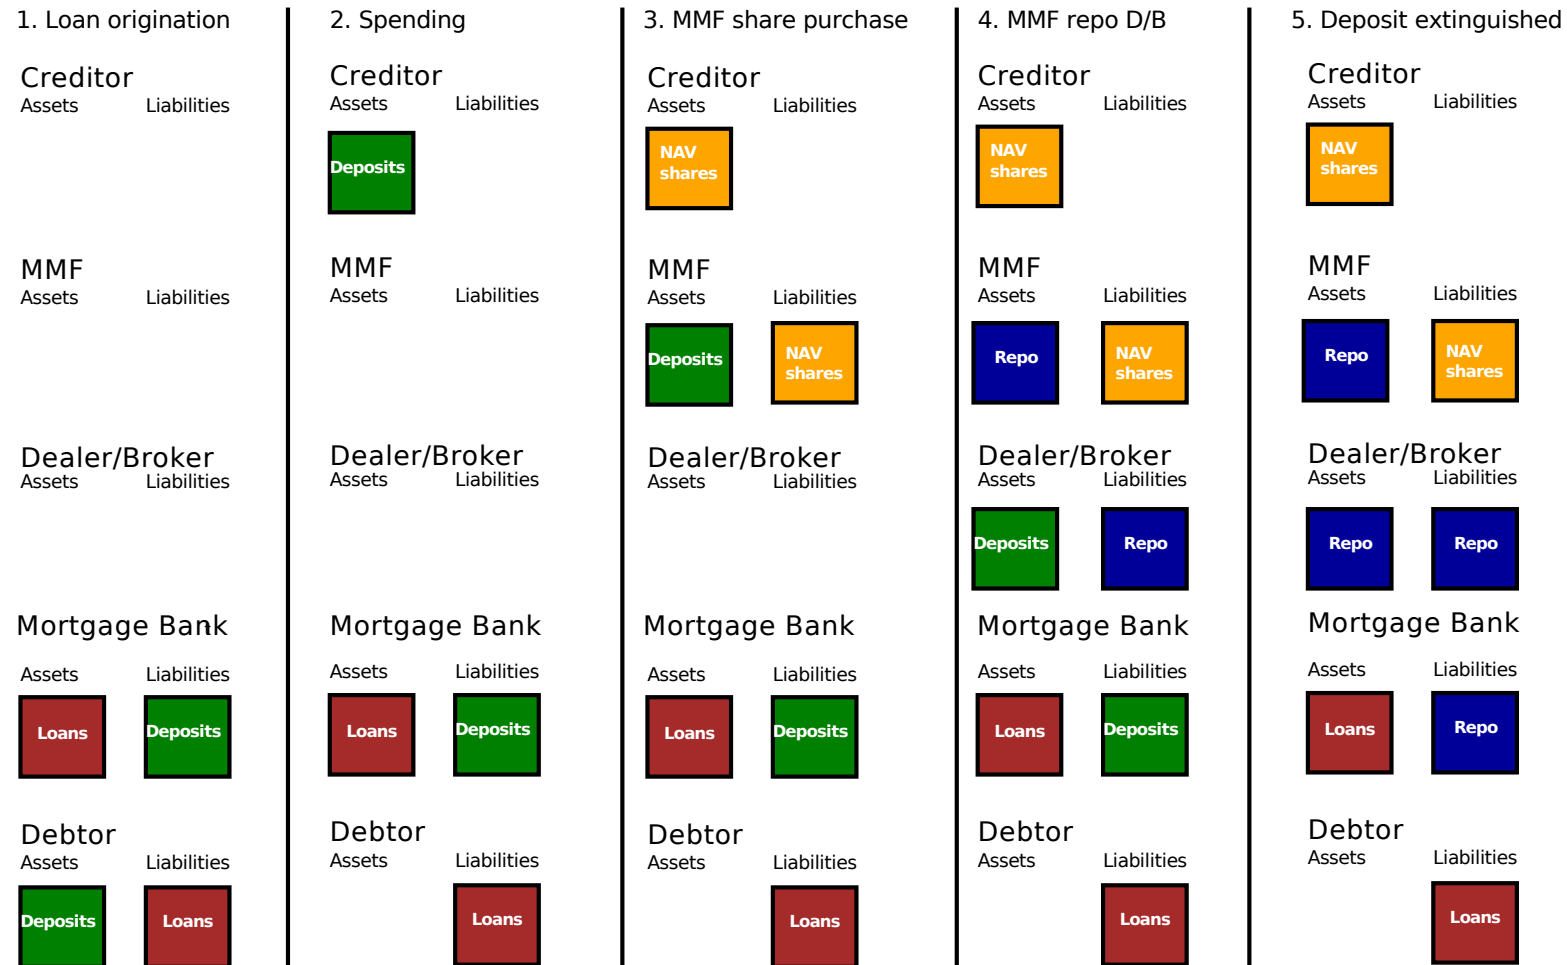 1. Loan origination
Creditor
Assets Liabilities
MMF
Assets Liabilities
Dealer/Broker
Assets Liabilities
Mortgage Bank
Assets Liabilities
Loans Deposits
Debtor
Assets Liabilities
Deposits Loans
2. Spending
Creditor
Assets Liabilities
Deposits
MMF
Assets Liabilities
Dealer/Broker
Assets Liabilities
Mortgage Bank
Assets Liabilities
Loans Deposits
Debtor
Assets Liabilities
Loans
3. MMF share purchase
Creditor
Assets Liabilities
NAV
shares
MMF
Assets Liabilities
Deposits NAV
shares
Dealer/Broker
Assets Liabilities
Mortgage Bank
Assets Liabilities
Loans Deposits
Debtor
Assets Liabilities
Loans
4. MMF repo D/B
Creditor
Assets Liabilities
NAV
shares
MMF
Assets Liabilities
Repo NAV
shares
Dealer/Broker
Assets Liabilities
Deposits Repo
Mortgage Bank
Assets Liabilities
Loans Deposits
Debtor
Assets Liabilities
Loans
5. Deposit extinguished
Creditor
Assets Liabilities
NAV
shares
MMF
Assets Liabilities
Repo NAV
shares
Dealer/Broker
Assets Liabilities
Repo Repo
Mortgage Bank
Assets Liabilities
Loans Repo
Debtor
Assets Liabilities
Loans